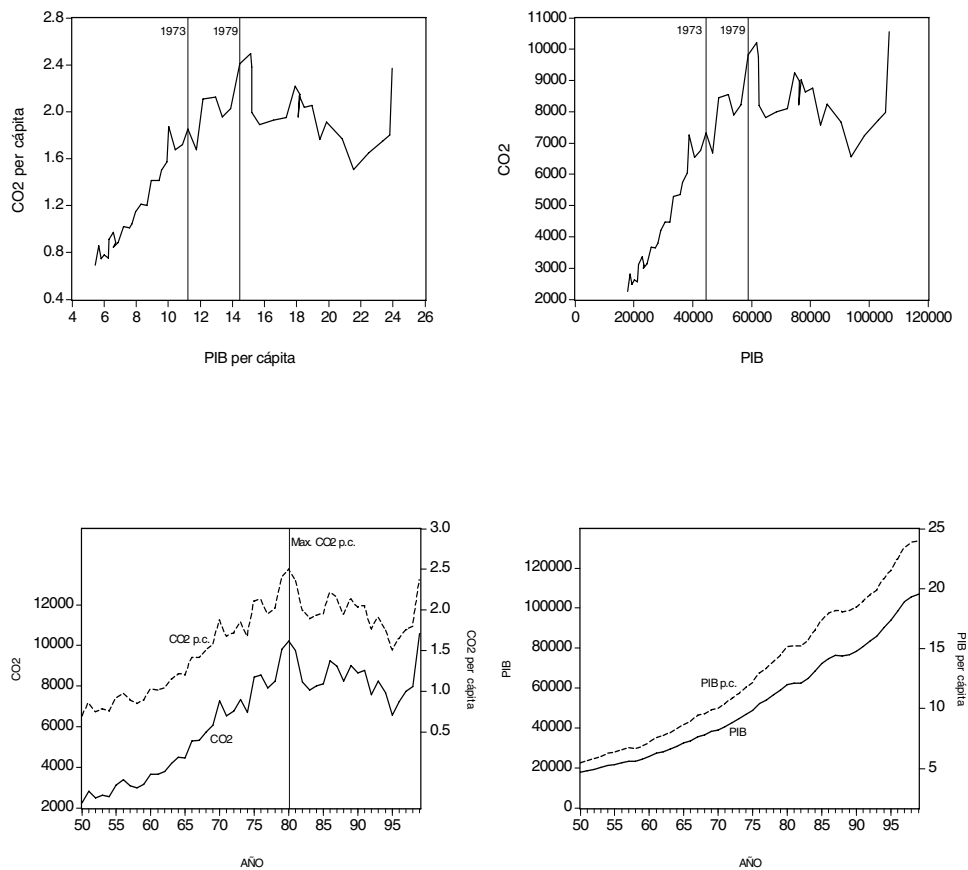 2.8
2.4
2.0
1.6
1.2
0.8
0.4
CO2 per cápita
1973
1979
4 6 8 10 12 14 16 18 20 22 24 26
PIB per cápita
11000
10000
9000
8000
7000
6000
5000
4000
3000
2000
CO2
1973
1979
0 20000 40000 60000 80000 100000 120000
PIB
12000
10000
8000
6000
4000
2000
CO2
3.0
2.5
2.0
1.5
1.0
0.5
CO2 per cápita
Max. CO2 p.c.
CO2 p.c.
CO2
50 55 60 65 70 75 80 85 90 95
AÑO
120000
100000
80000
60000
40000
20000
0
PIB
25
20
15
10
5
PIB per cápita
PIB p.c.
PIB
50 55 60 65 70 75 80 85 90 95
AÑO